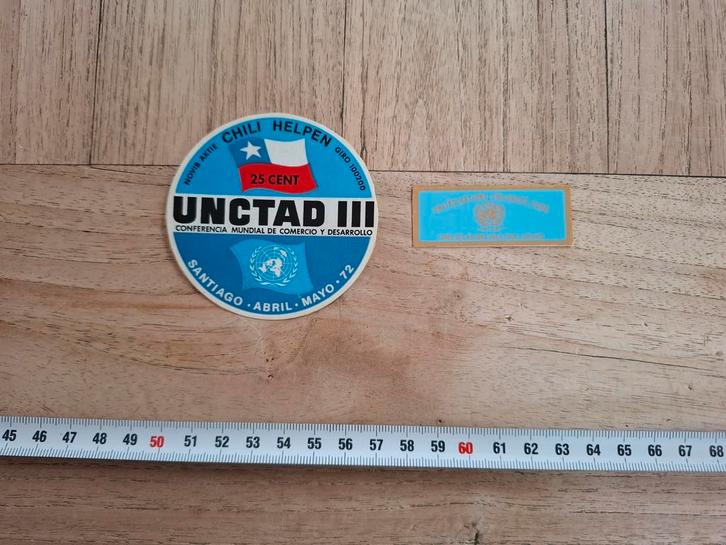 NOVIB AKTIE CHILI HELPEN GIRO 100200
25 CENT
UNCTAD III
CONFERENCIA MUNDIAL DE COMERCIO Y DESARROLLO
SANTIAGO · ABRIL · MAYO · 72
45 46 47 48 49 50 51 52 53 54 55 56 57 58 59 60 61 62 63 64 65 66 67 68